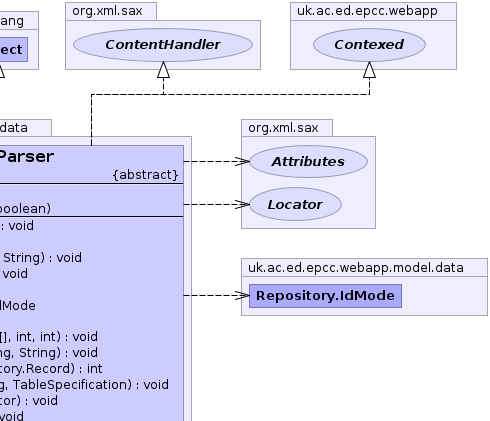 org.xml.sax
uk.ac.ed.epcc.webapp
ang
ect
ContentHandler
Contexed
data
org.xml.sax
Parser
{abstract}
Attributes
boolean)
: void
Locator
String) : void
void
uk.ac.ed.epcc.webapp.model.data
Repository.IdMode
dMode
[], int, int) : void
ng, String) : void
tory.Record) : int
g, TableSpecification) : void
tor) : void
void